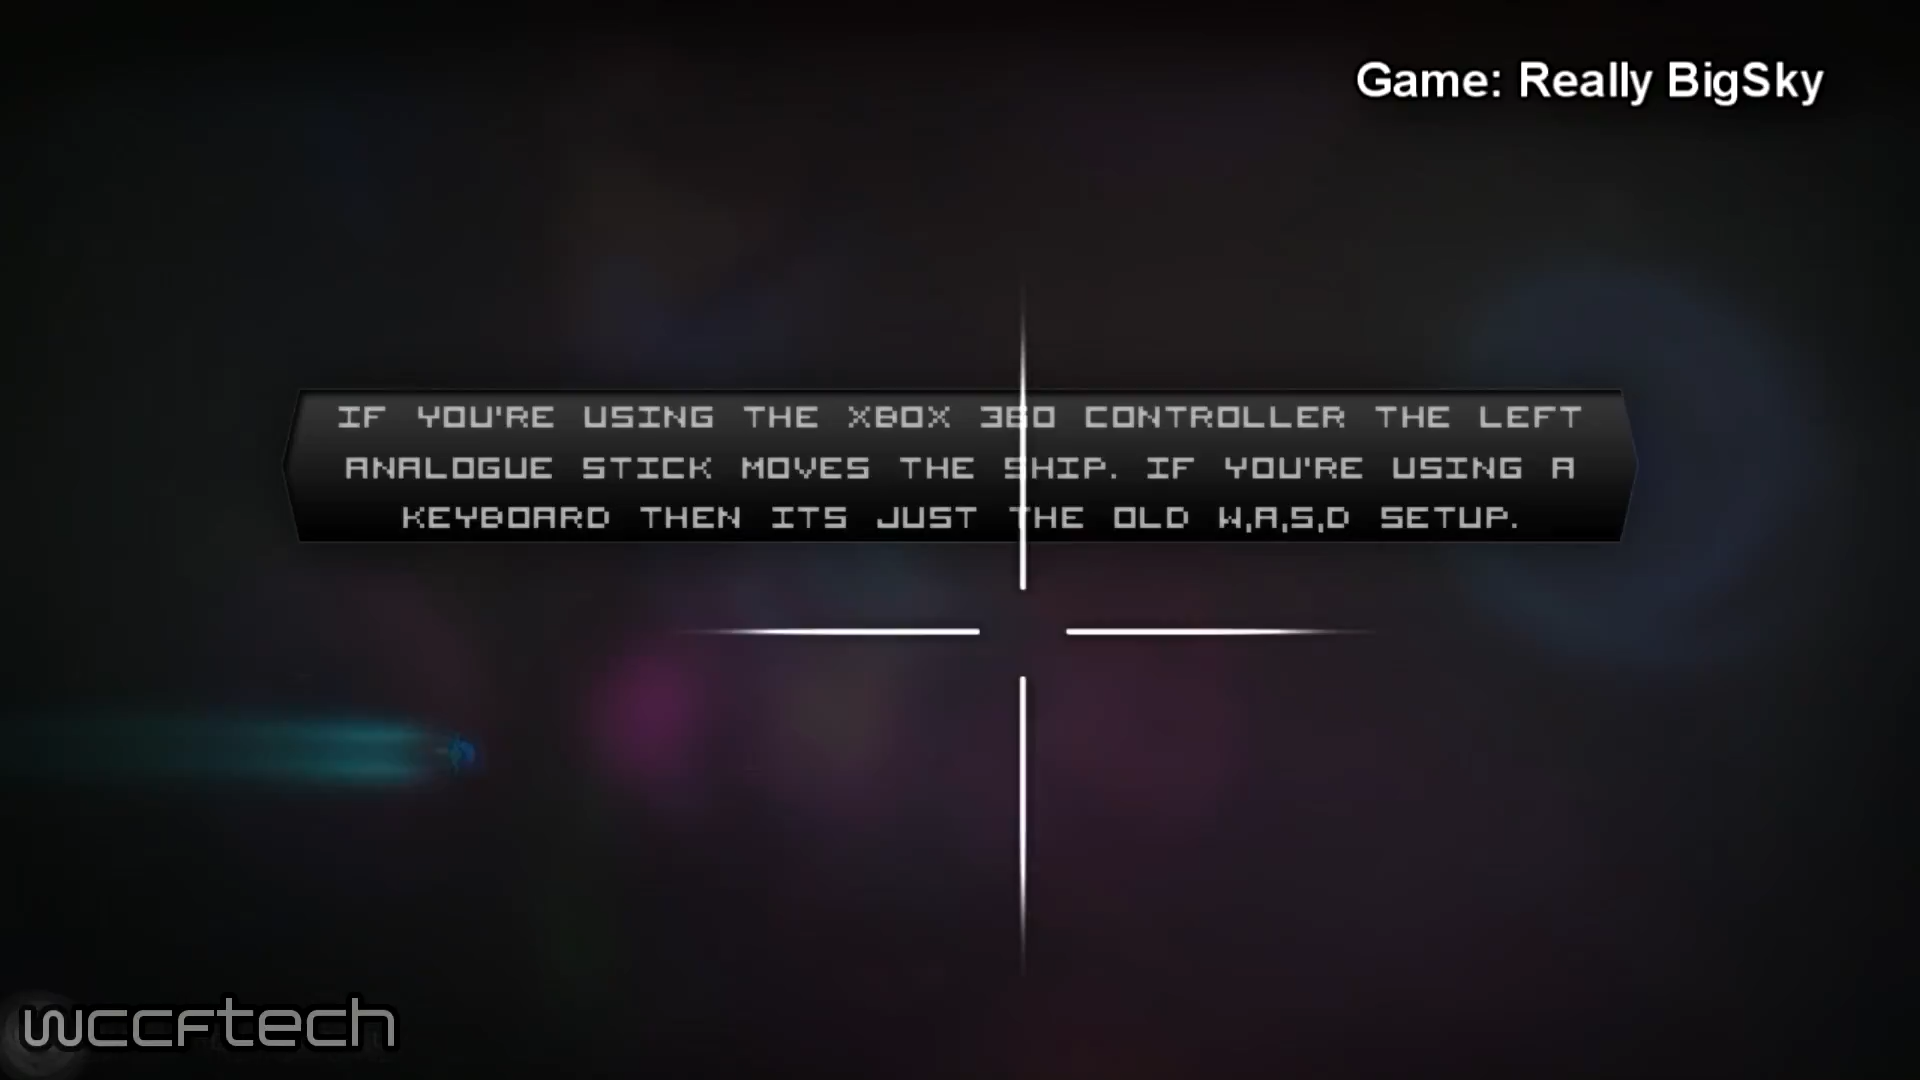 Game: Really BigSky
IF YOU'RE USING THE XBOX 360 CONTROLLER THE LEFT
ANALOGUE STICK MOVES THE SHIP. IF YOU'RE USING A
KEYBOARD THEN ITS JUST THE OLD W,A,S,D SETUP.
wccftech